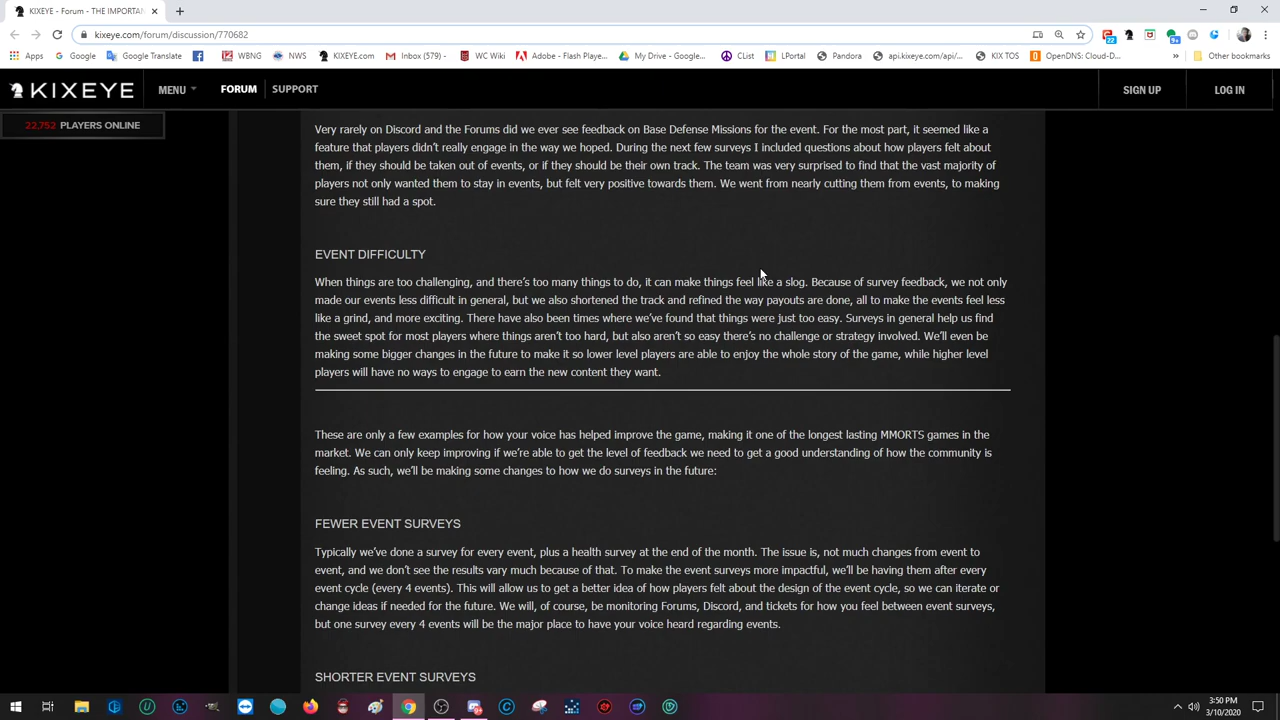 KIXEYE - Forum - THE IMPORTAN
kixeye.com/forum/discussion/770682
Apps Google Google Translate WBNG NWS KIXEYE.com Inbox (579) - WC Wiki Adobe - Flash Playe... My Drive - Google... CList LPortal Pandora api.kixeye.com/api/... KIX TOS OpenDNS: Cloud-D... » Other bookmarks
KIXEYE MENU FORUM SUPPORT SIGN UP LOG IN
22,752 PLAYERS ONLINE
Very rarely on Discord and the Forums did we ever see feedback on Base Defense Missions for the event. For the most part, it seemed like a
feature that players didn't really engage in the way we hoped. During the next few surveys I included questions about how players felt about
them, if they should be taken out of events, or if they should be their own track. The team was very surprised to find that the vast majority of
players not only wanted them to stay in events, but felt very positive towards them. We went from nearly cutting them from events, to making
sure they still had a spot.
EVENT DIFFICULTY
When things are too challenging, and there's too many things to do, it can make things feel like a slog. Because of survey feedback, we not only
made our events less difficult in general, but we also shortened the track and refined the way payouts are done, all to make the events feel less
like a grind, and more exciting. There have also been times where we've found that things were just too easy. Surveys in general help us find
the sweet spot for most players where things aren't too hard, but also aren't so easy there's no challenge or strategy involved. We'll even be
making some bigger changes in the future to make it so lower level players are able to enjoy the whole story of the game, while higher level
players will have no ways to engage to earn the new content they want.
These are only a few examples for how your voice has helped improve the game, making it one of the longest lasting MMORTS games in the
market. We can only keep improving if we're able to get the level of feedback we need to get a good understanding of how the community is
feeling. As such, we'll be making some changes to how we do surveys in the future:
FEWER EVENT SURVEYS
Typically we've done a survey for every event, plus a health survey at the end of the month. The issue is, not much changes from event to
event, and we don't see the results vary much because of that. To make the event surveys more impactful, we'll be having them after every
event cycle (every 4 events). This will allow us to get a better idea of how players felt about the design of the event cycle, so we can iterate or
change ideas if needed for the future. We will, of course, be monitoring Forums, Discord, and tickets for how you feel between event surveys,
but one survey every 4 events will be the major place to have your voice heard regarding events.
SHORTER EVENT SURVEYS
3:50 PM
3/10/2020